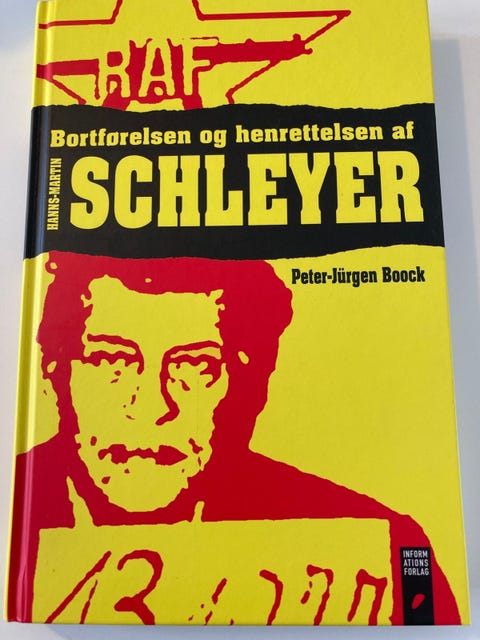 RAF
Bortførelsen og henrettelsen af
HANNS-MARTIN
SCHLEYER
Peter-Jürgen Boock
INFORM
ATIONS
FORLAG